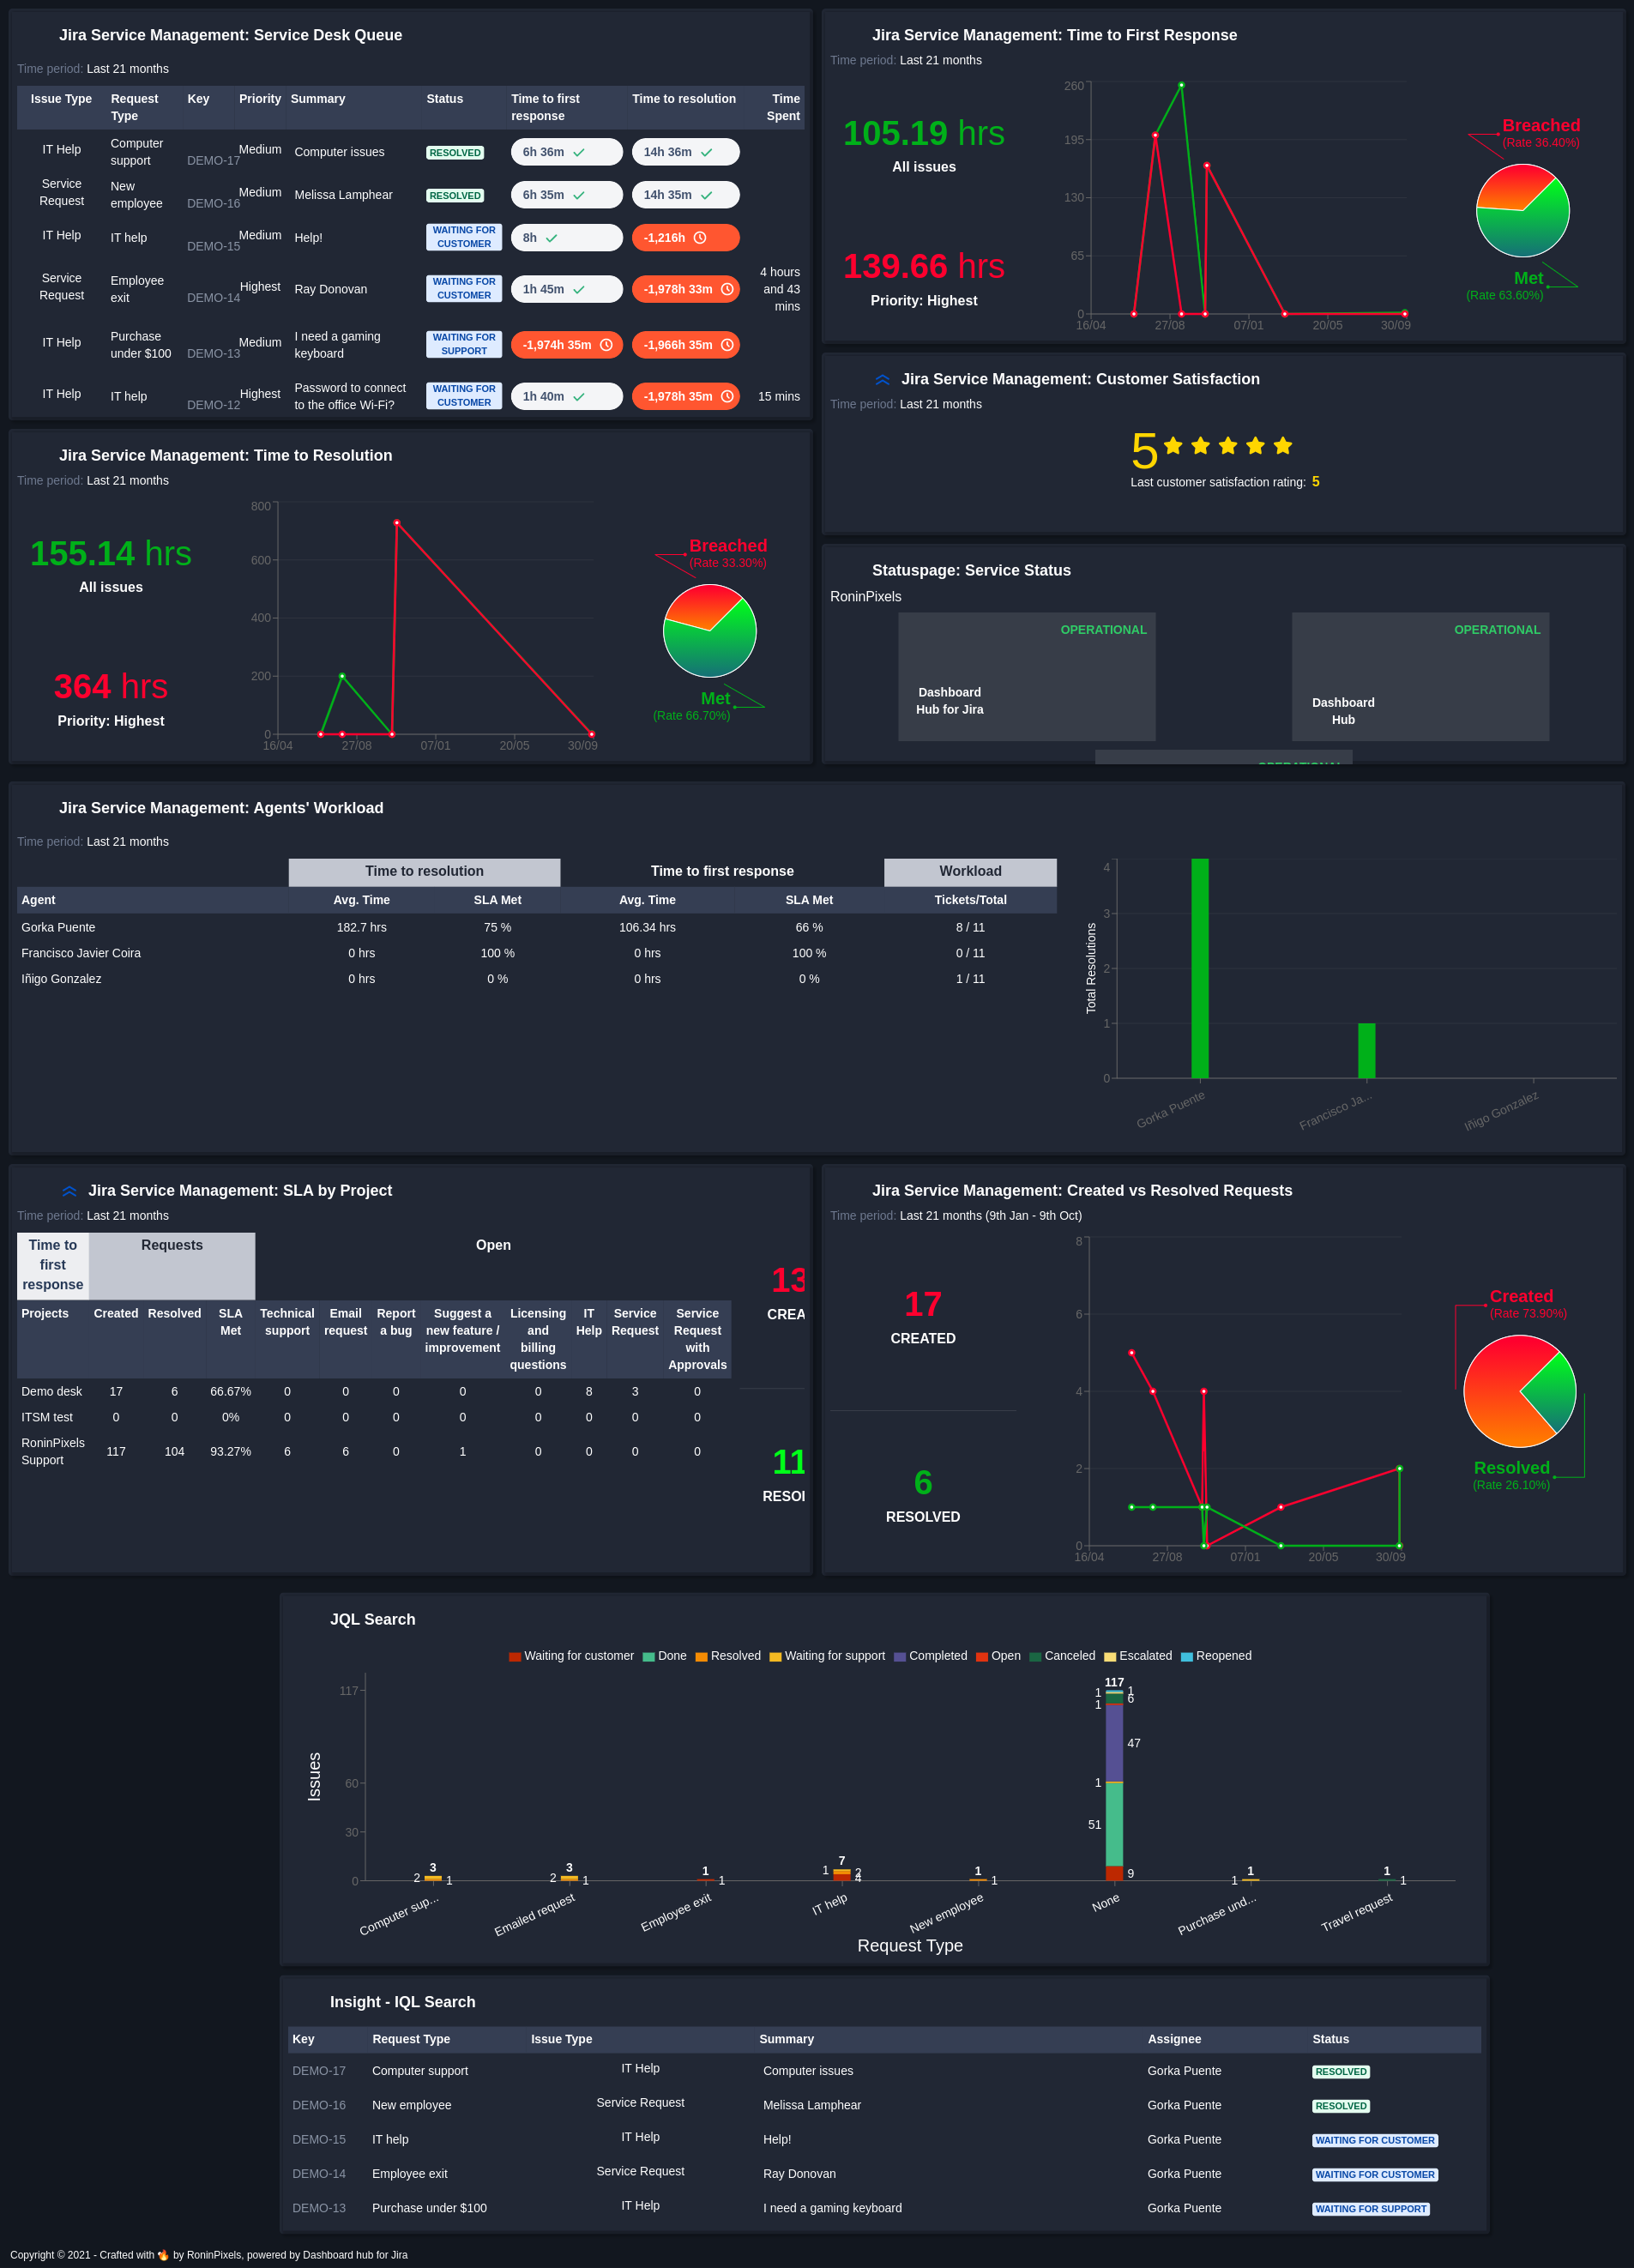 Jira Service Management: Service Desk Queue
Time period: Last 21 months
Issue Type Request Type Key Priority Summary Status Time to first response Time to resolution Time Spent
IT Help Computer support DEMO-17 Medium Computer issues RESOLVED 6h 36m 14h 36m
Service Request New employee DEMO-16 Medium Melissa Lamphear RESOLVED 6h 35m 14h 35m
IT Help IT help DEMO-15 Medium Help! WAITING FOR CUSTOMER 8h -1,216h
Service Request Employee exit DEMO-14 Highest Ray Donovan WAITING FOR CUSTOMER 1h 45m -1,978h 33m 4 hours and 43 mins
IT Help Purchase under $100 DEMO-13 Medium I need a gaming keyboard WAITING FOR SUPPORT -1,974h 35m -1,966h 35m
IT Help IT help DEMO-12 Highest Password to connect to the office Wi-Fi? WAITING FOR CUSTOMER 1h 40m -1,978h 35m 15 mins
Jira Service Management: Time to First Response
Time period: Last 21 months
105.19 hrs
All issues
139.66 hrs
Priority: Highest
260
195
130
65
0
16/04 27/08 07/01 20/05 30/09
Breached
(Rate 36.40%)
Met
(Rate 63.60%)
Jira Service Management: Customer Satisfaction
Time period: Last 21 months
5
Last customer satisfaction rating: 5
Jira Service Management: Time to Resolution
Time period: Last 21 months
155.14 hrs
All issues
364 hrs
Priority: Highest
800
600
400
200
0
16/04 27/08 07/01 20/05 30/09
Breached
(Rate 33.30%)
Met
(Rate 66.70%)
Statuspage: Service Status
RoninPixels
OPERATIONAL
Dashboard
Hub for Jira
OPERATIONAL
Dashboard
Hub
OPERATIONAL
Jira Service Management: Agents' Workload
Time period: Last 21 months
Time to resolution Time to first response Workload
Agent Avg. Time SLA Met Avg. Time SLA Met Tickets/Total
Gorka Puente 182.7 hrs 75 % 106.34 hrs 66 % 8 / 11
Francisco Javier Coira 0 hrs 100 % 0 hrs 100 % 0 / 11
Iñigo Gonzalez 0 hrs 0 % 0 hrs 0 % 1 / 11
Total Resolutions
4
3
2
1
0
Gorka Puente Francisco Ja... Iñigo Gonzalez
Jira Service Management: SLA by Project
Time period: Last 21 months
Time to first response Requests Open
Projects Created Resolved SLA Met Technical support Email request Report a bug Suggest a new feature / improvement Licensing and billing questions IT Help Service Request Service Request with Approvals
Demo desk 17 6 66.67% 0 0 0 0 0 8 3 0
ITSM test 0 0 0% 0 0 0 0 0 0 0 0
RoninPixels Support 117 104 93.27% 6 6 0 1 0 0 0 0
13
CREA
11
RESOL
Jira Service Management: Created vs Resolved Requests
Time period: Last 21 months (9th Jan - 9th Oct)
17
CREATED
6
RESOLVED
8
6
4
2
0
16/04 27/08 07/01 20/05 30/09
Created
(Rate 73.90%)
Resolved
(Rate 26.10%)
JQL Search
Waiting for customer Done Resolved Waiting for support Completed Open Canceled Escalated Reopened
Issues
117
60
30
0
2 3 1
2 3 1
1 1
1 7 2 4
1 1
117 1 1 6 1 47 1 51 9
1 1
1 1
Computer sup... Emailed request Employee exit IT help New employee None Purchase und... Travel request
Request Type
Insight - IQL Search
Key Request Type Issue Type Summary Assignee Status
DEMO-17 Computer support IT Help Computer issues Gorka Puente RESOLVED
DEMO-16 New employee Service Request Melissa Lamphear Gorka Puente RESOLVED
DEMO-15 IT help IT Help Help! Gorka Puente WAITING FOR CUSTOMER
DEMO-14 Employee exit Service Request Ray Donovan Gorka Puente WAITING FOR CUSTOMER
DEMO-13 Purchase under $100 IT Help I need a gaming keyboard Gorka Puente WAITING FOR SUPPORT
Copyright © 2021 - Crafted with 🔥 by RoninPixels, powered by Dashboard hub for Jira